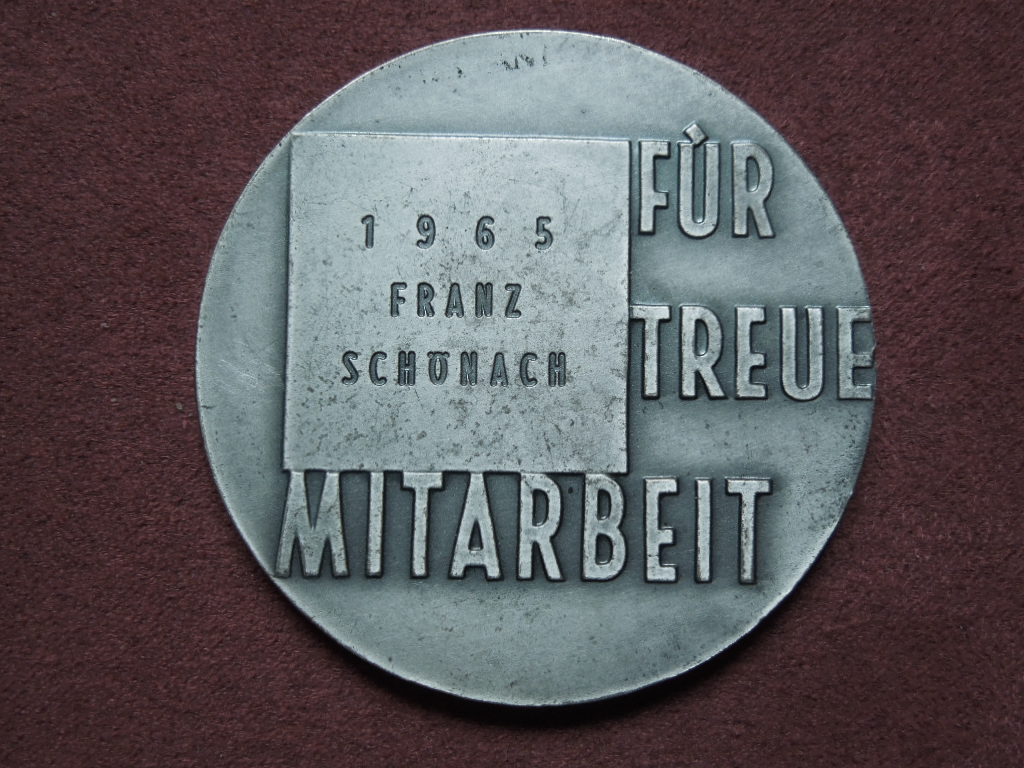 1965
FRANZ
SCHÖNACH
FÜR
TREUE
MITARBEIT